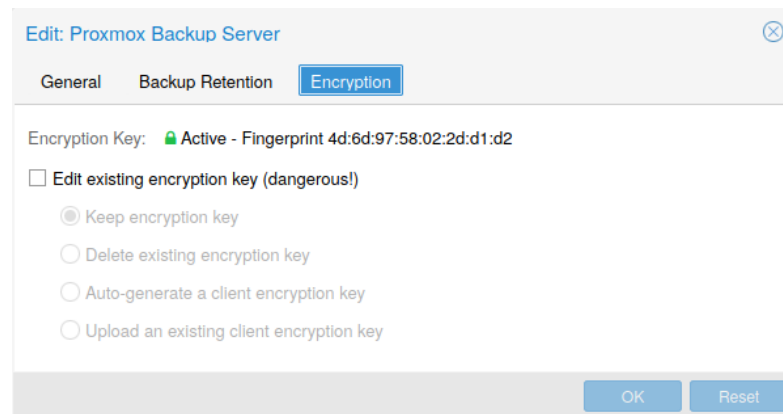 Edit: Proxmox Backup Server
General Backup Retention Encryption
Encryption Key: Active - Fingerprint 4d:6d:97:58:02:2d:d1:d2
Edit existing encryption key (dangerous!)
Keep encryption key
Delete existing encryption key
Auto-generate a client encryption key
Upload an existing client encryption key
OK Reset